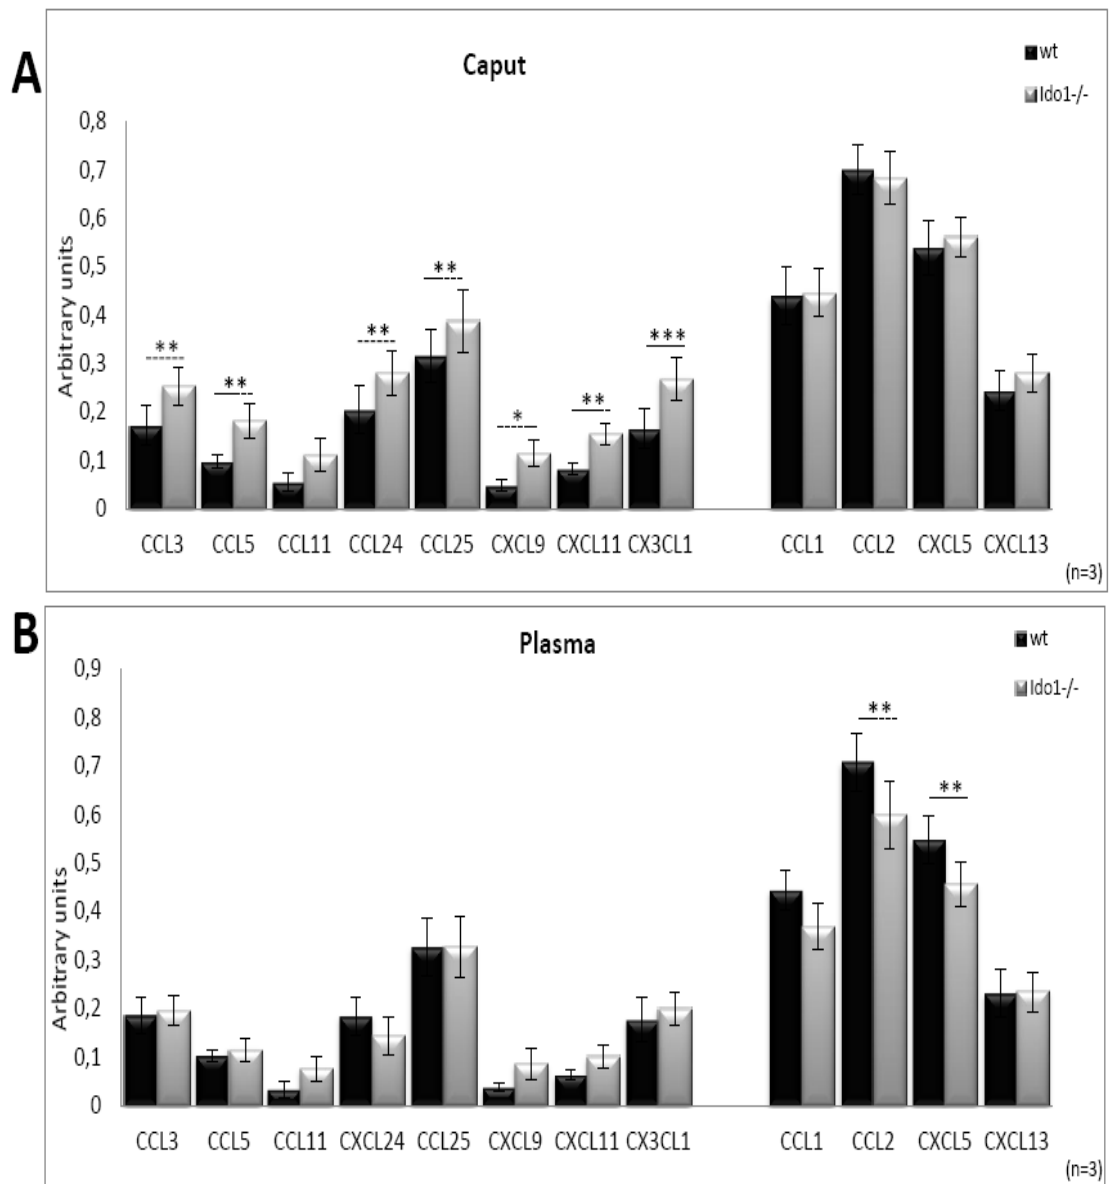 A
Caput
wt
Ido1-/-
Arbitrary units
0,8
0,7
0,6
0,5
0,4
0,3
0,2
0,1
0
** ** ** ** * ** ***
CCL3 CCL5 CCL11 CCL24 CCL25 CXCL9 CXCL11 CX3CL1 CCL1 CCL2 CXCL5 CXCL13
(n=3)
B
Plasma
wt
Ido1-/-
Arbitrary units
0,9
0,8
0,7
0,6
0,5
0,4
0,3
0,2
0,1
0
** **
CCL3 CCL5 CCL11 CXCL24 CCL25 CXCL9 CXCL11 CX3CL1 CCL1 CCL2 CXCL5 CXCL13
(n=3)